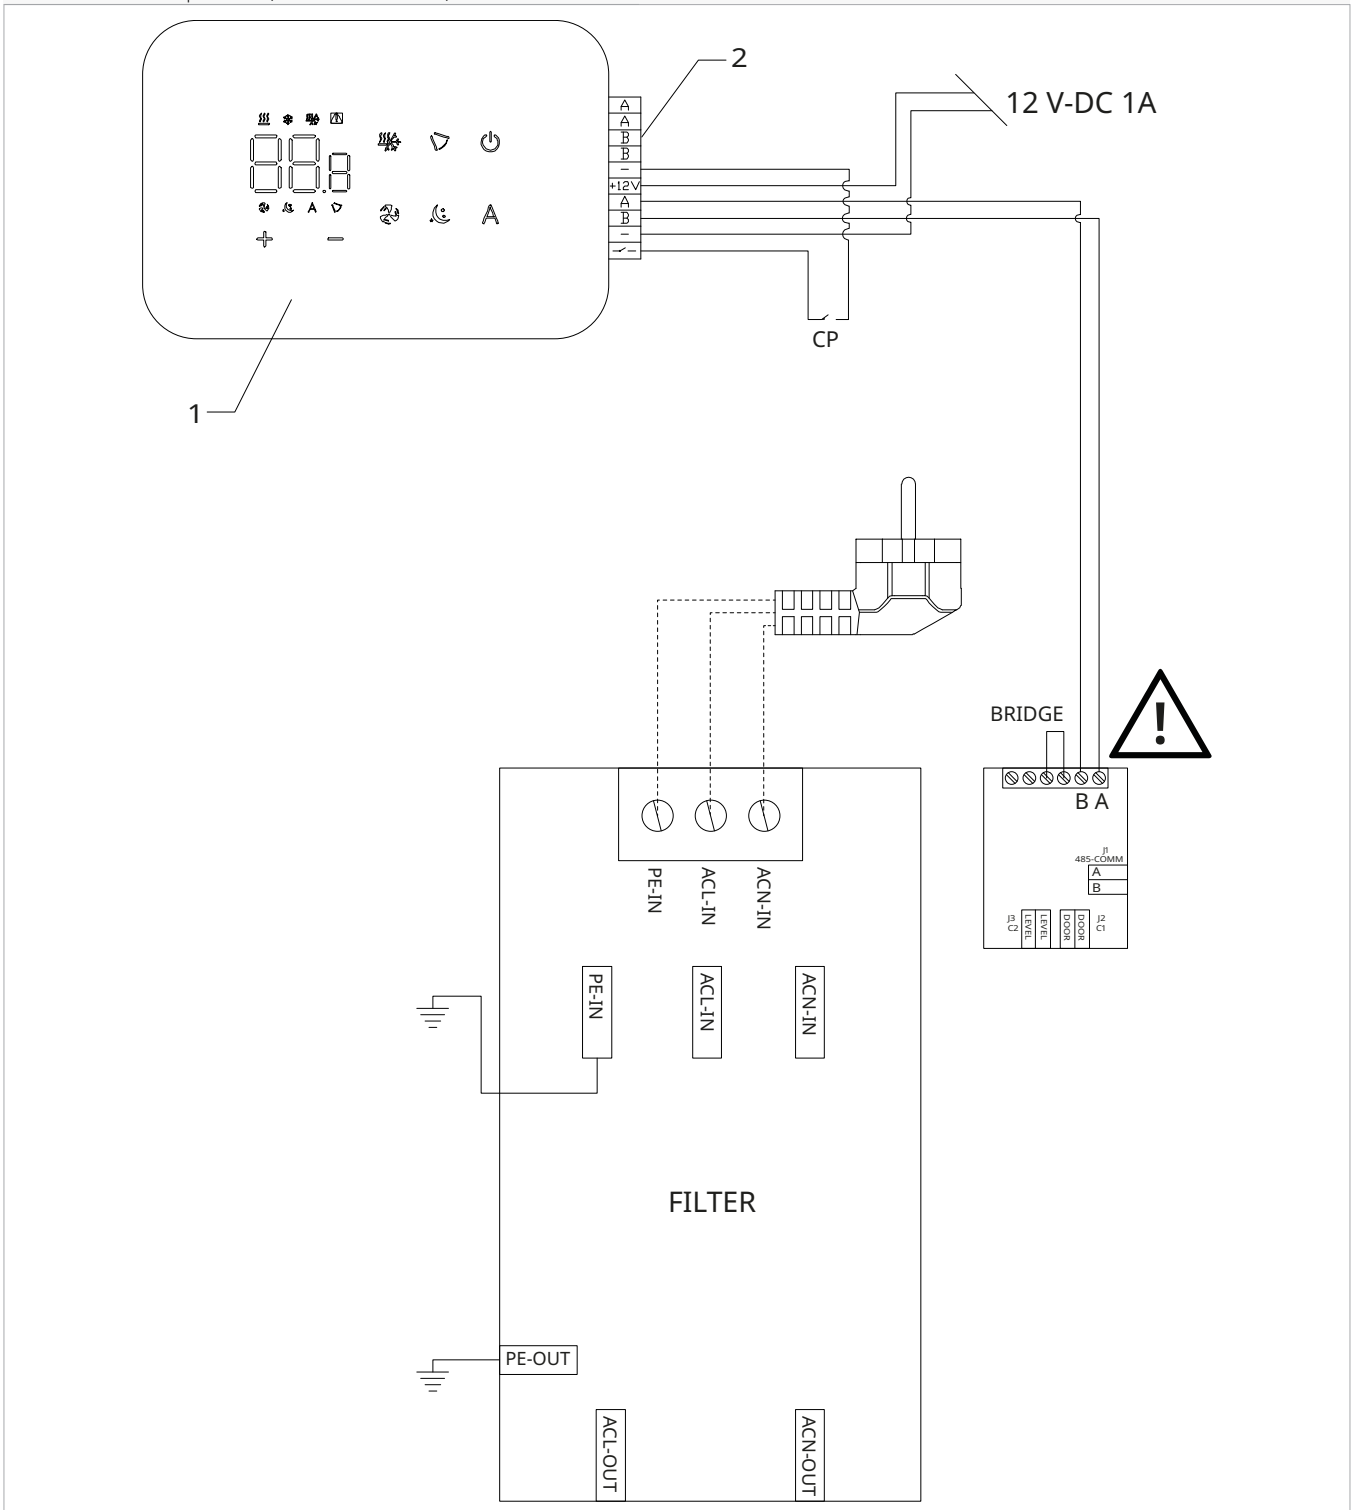 2
12 V-DC 1A
A
A
B
B
-
+12V
A
B
-
88.8
A
A
+ -
CP
1
BRIDGE
B A
J1
485-COMM
A
B
J3
C2
LEVEL
LEVEL
DOOR
DOOR
J2
C1
PE-IN
ACL-IN
ACN-IN
PE-IN
ACL-IN
ACN-IN
FILTER
PE-OUT
ACL-OUT
ACN-OUT